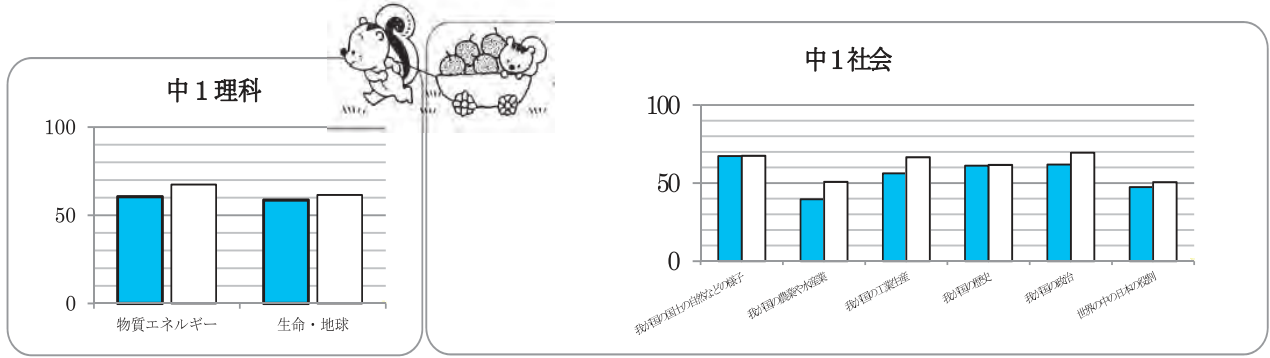 中１理科
100
50
0
物質エネルギー
生命・地球
中１社会
100
50
0
我が国の国土の自然などの様子
我が国の農業や水産業
我が国の工業生産
我が国の歴史
我が国の政治
世界の中の日本の役割